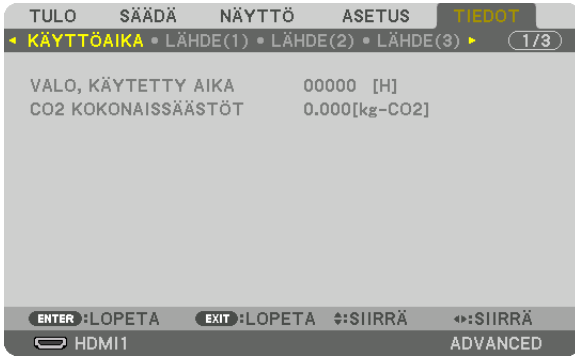 TULO SÄÄDÄ NÄYTTÖ ASETUS TIEDOT
KÄYTTÖAIKA • LÄHDE(1) • LÄHDE(2) • LÄHDE(3) 1/3
VALO, KÄYTETTY AIKA 00000 [H]
CO2 KOKONAISSÄÄSTÖT 0.000[kg-CO2]
ENTER :LOPETA EXIT :LOPETA :SIIRRÄ :SIIRRÄ
HDMI1 ADVANCED